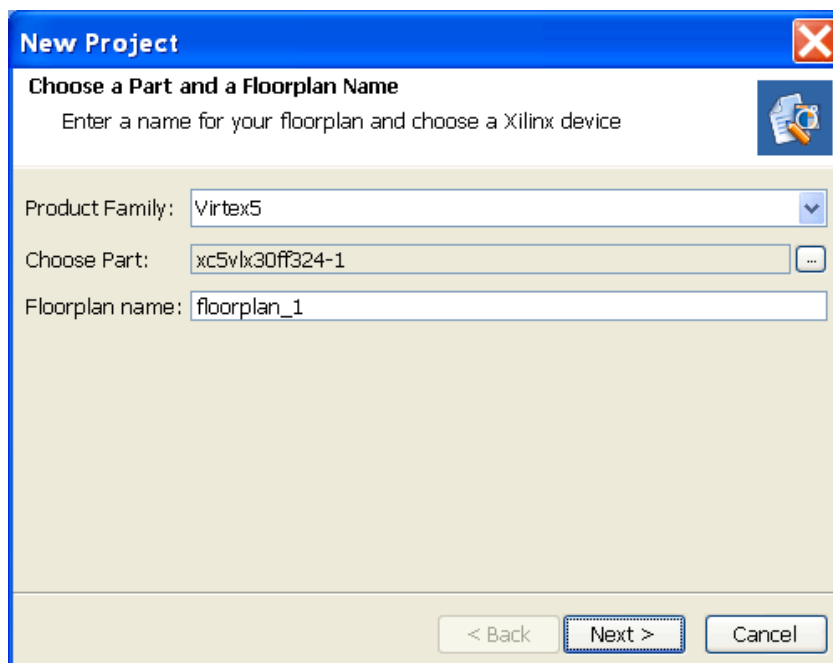 New Project
Choose a Part and a Floorplan Name
Enter a name for your floorplan and choose a Xilinx device
Product Family: Virtex5
Choose Part: xc5vlx30ff324-1 ...
Floorplan name: floorplan_1
< Back Next > Cancel